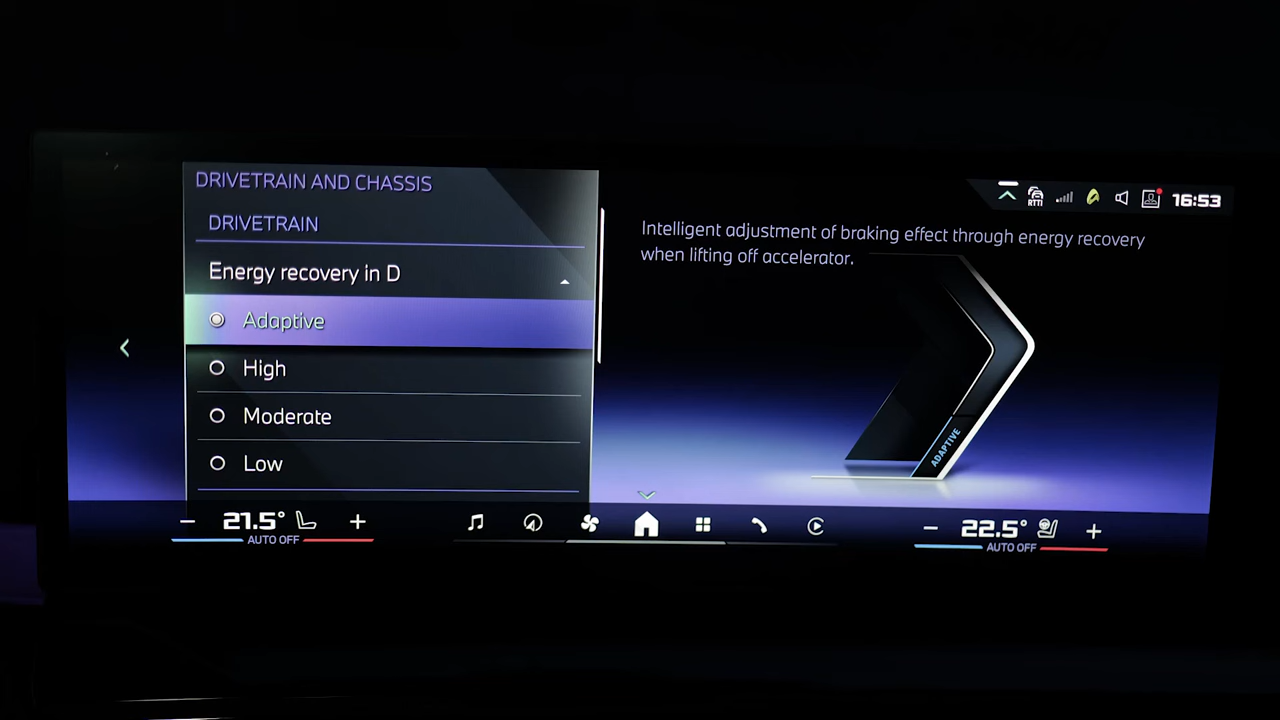 DRIVETRAIN AND CHASSIS
DRIVETRAIN
Energy recovery in D
Adaptive
High
Moderate
Low
RTTI
16:53
Intelligent adjustment of braking effect through energy recovery
when lifting off accelerator.
ADAPTIVE
− 21.5° +
AUTO OFF
− 22.5° +
AUTO OFF